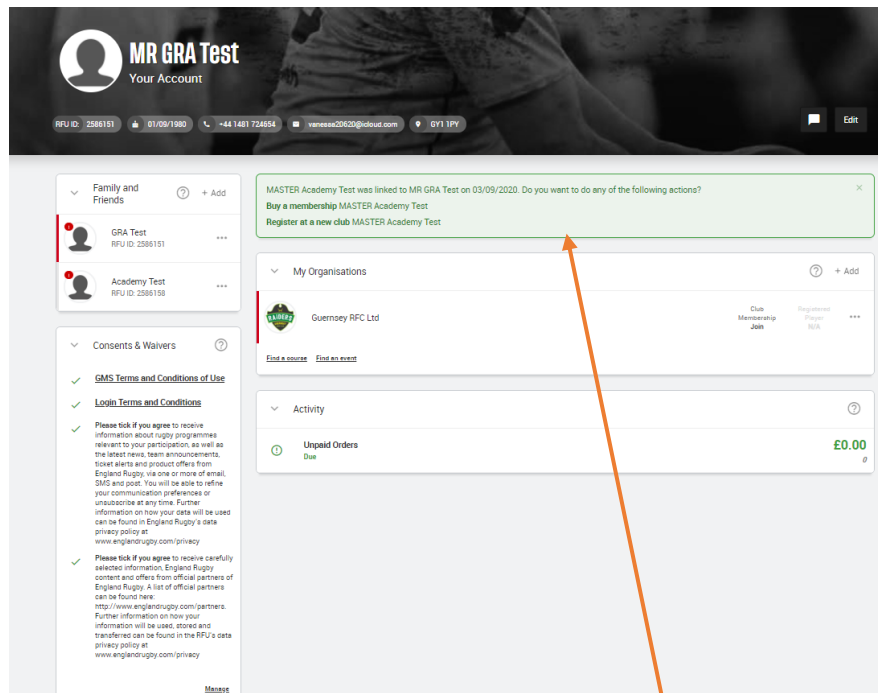 MR GRA Test
Your Account
RFU ID: 2586151 01/09/1980 +44 1481 724654 vanessa20620@icloud.com GY1 1PY Edit
Family and
Friends
+ Add
GRA Test
RFU ID: 2586151
Academy Test
RFU ID: 2586158
Consents & Waivers
GMS Terms and Conditions of Use
Login Terms and Conditions
Please tick if you agree to receive
information about rugby programmes
relevant to your participation, as well as
the latest news, team announcements,
ticket alerts and product offers from
England Rugby, via one or more of email,
SMS and post. You will be able to refine
your communication preferences or
unsubscribe at any time. Further
information on how your data will be used
can be found in England Rugby's data
privacy policy at
www.englandrugby.com/privacy
Please tick if you agree to receive carefully
selected information, England Rugby
content and offers from official partners of
England Rugby. A list of official partners
can be found here:
http://www.englandrugby.com/partners.
Further information on how your
information will be used, stored and
transferred can be found in the RFU's data
privacy policy at
www.englandrugby.com/privacy
Manage
MASTER Academy Test was linked to MR GRA Test on 03/09/2020. Do you want to do any of the following actions?
Buy a membership MASTER Academy Test
Register at a new club MASTER Academy Test
My Organisations
+ Add
RAIDERS
Guernsey RFC Ltd
Club
Membership
Join
Registered
Player
N/A
Find a course Find an event
Activity
Unpaid Orders
Due
£0.00
0